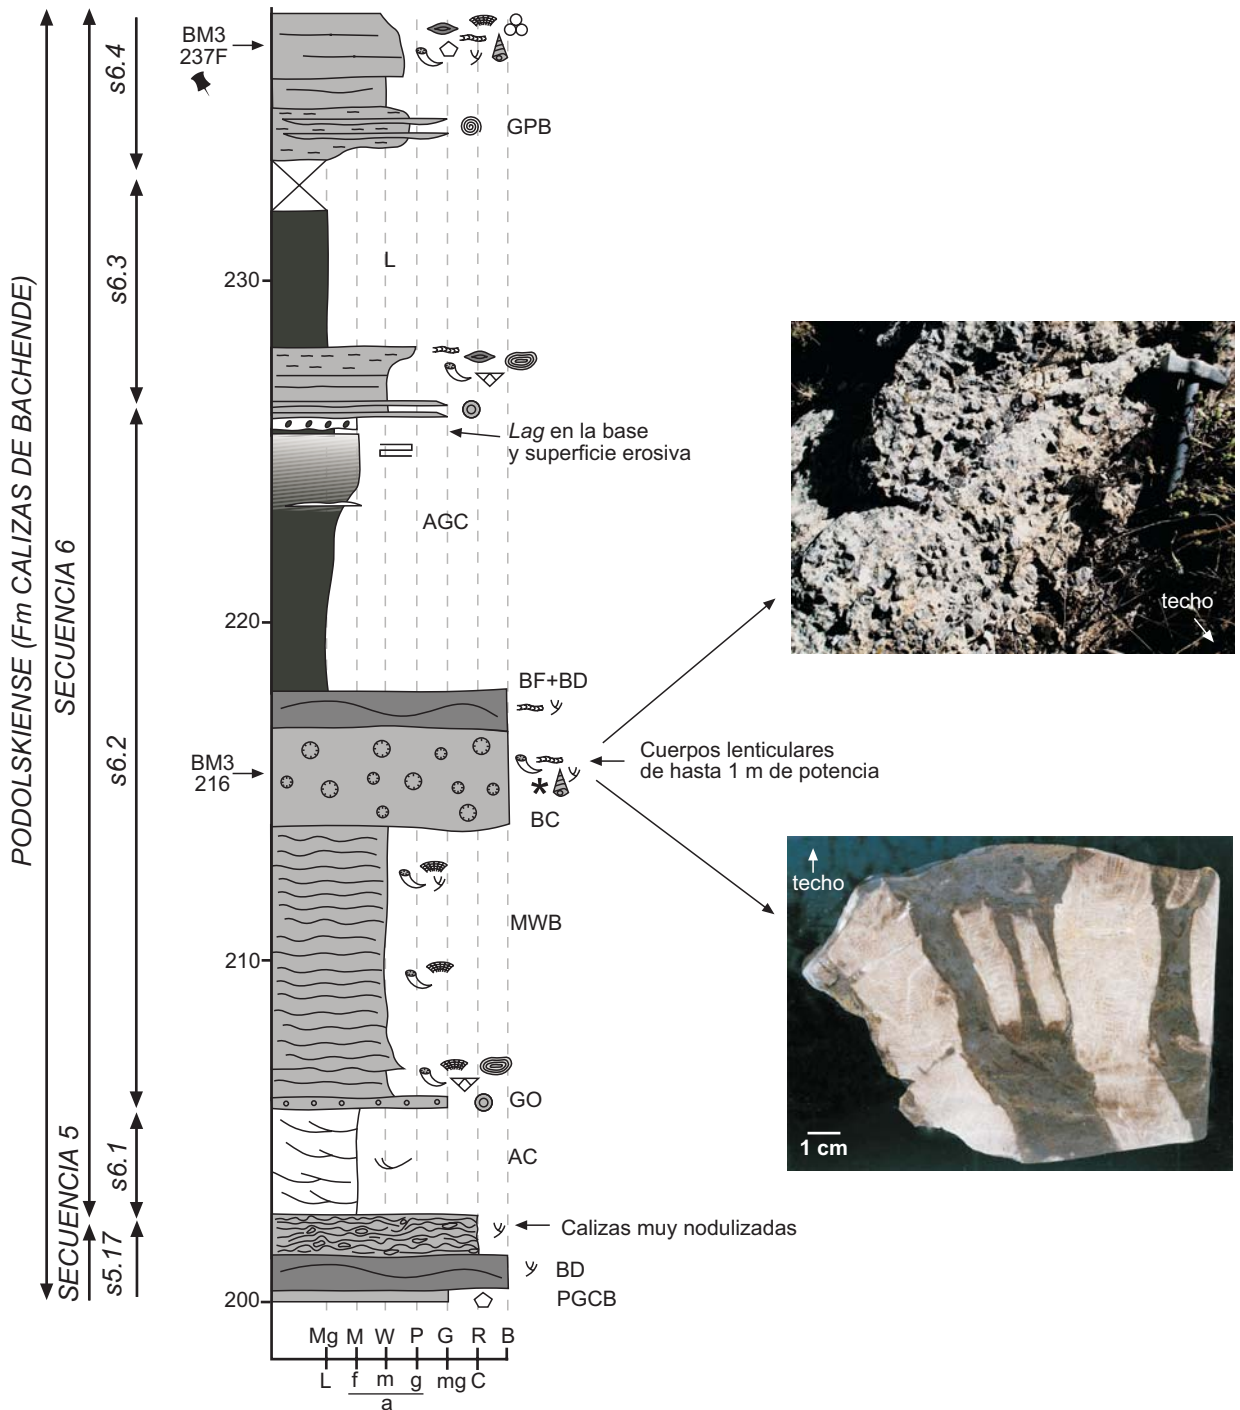 PODOLSKIENSE (Fm CALIZAS DE BACHENDE)
SECUENCIA 6
SECUENCIA 5
s6.4
s6.3
s6.2
s6.1
s5.17
BM3
237F
GPB
L
230
Lag en la base
y superficie erosiva
AGC
220
BF+BD
BM3
216
Cuerpos lenticulares
de hasta 1 m de potencia
BC
MWB
210
GO
AC
Calizas muy nodulizadas
BD
PGCB
200
Mg M W P G R B
L f m g mg C
a
techo
techo
1 cm